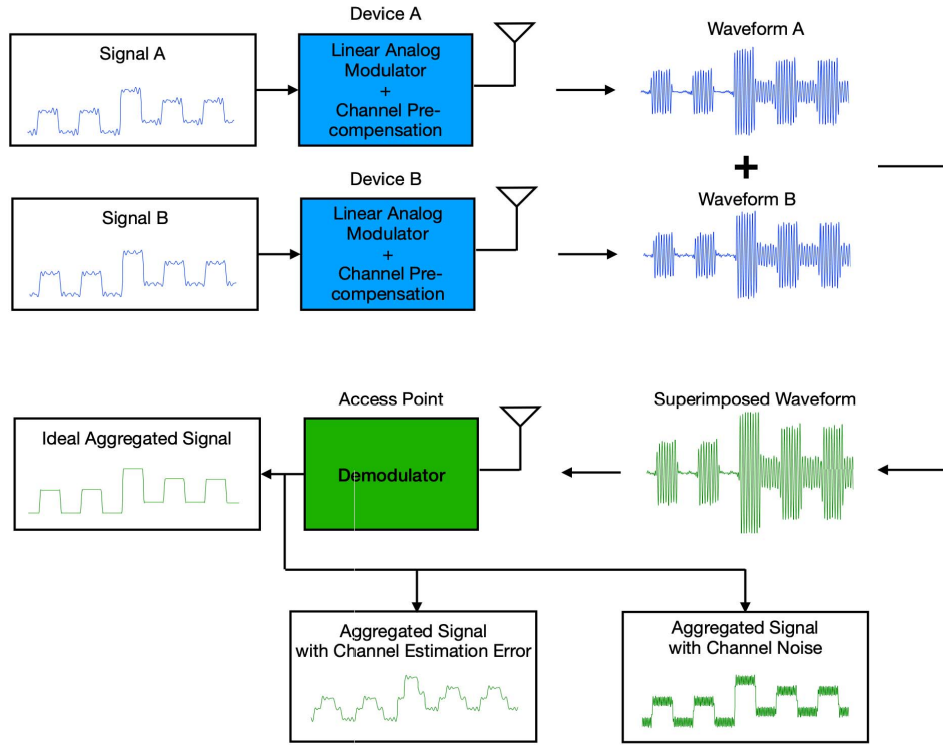 Device A
Signal A
Linear Analog
Modulator
+
Channel Pre-
compensation
Waveform A
+
Device B
Signal B
Linear Analog
Modulator
+
Channel Pre-
compensation
Waveform B
Access Point
Ideal Aggregated Signal
Demodulator
Superimposed Waveform
Aggregated Signal
with Channel Estimation Error
Aggregated Signal
with Channel Noise